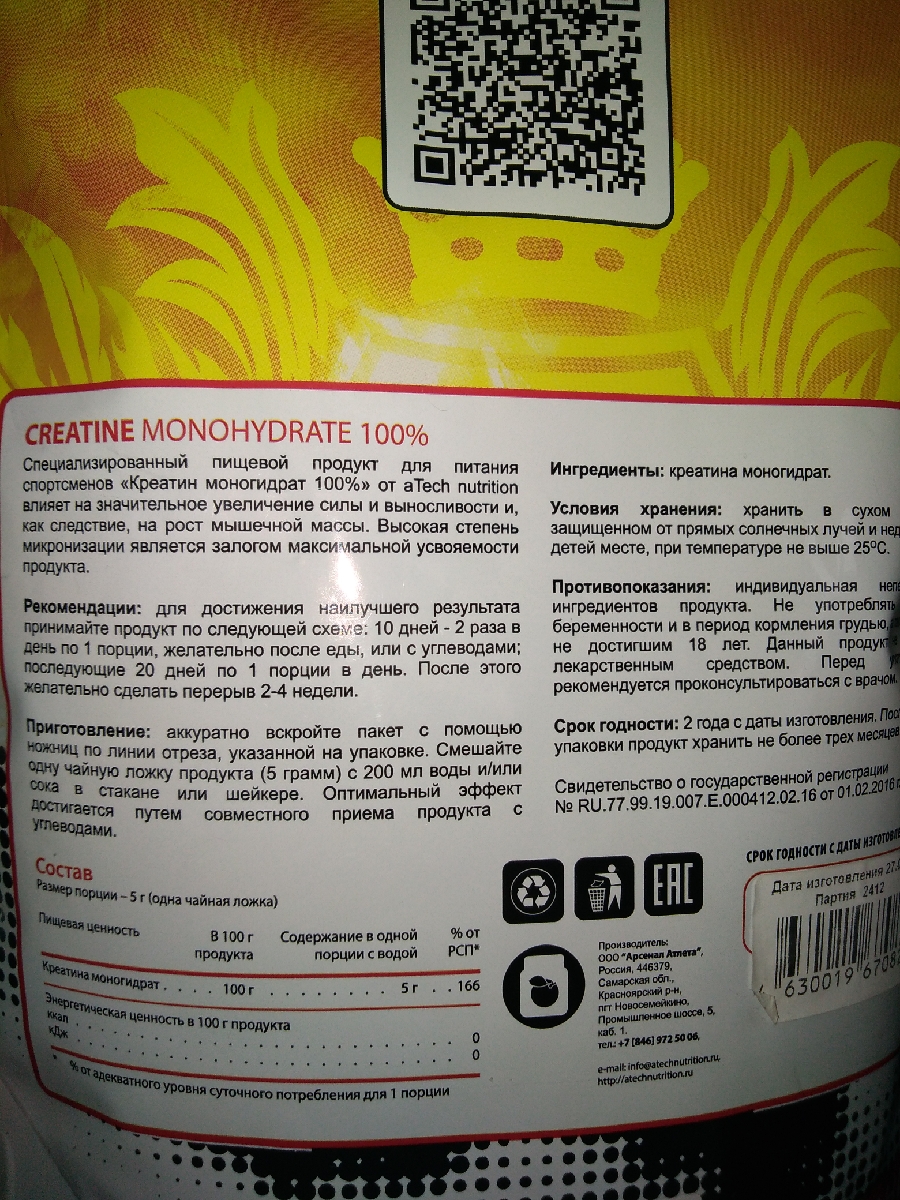 CREATINE MONOHYDRATE 100%
Специализированный пищевой продукт для питания
спортсменов «Креатин моногидрат 100%» от aTech nutrition
влияет на значительное увеличение силы и выносливости и,
как следствие, на рост мышечной массы. Высокая степень
микронизации является залогом максимальной усвояемости
продукта.
Рекомендации: для достижения наилучшего результата
принимайте продукт по следующей схеме: 10 дней - 2 раза в
день по 1 порции, желательно после еды, или с углеводами;
последующие 20 дней по 1 порции в день. После этого
желательно сделать перерыв 2-4 недели.
Приготовление: аккуратно вскройте пакет с помощью
ножниц по линии отреза, указанной на упаковке. Смешайте
одну чайную ложку продукта (5 грамм) с 200 мл воды и/или
сока в стакане или шейкере. Оптимальный эффект
достигается путем совместного приема продукта с
углеводами.
Состав
Размер порции – 5 г (одна чайная ложка)
Пищевая ценность В 100 г продукта Содержание в одной порции с водой % от РСП*
Креатина моногидрат . . . . 100 г . . . . . . . . . . 5 г . . 166
Энергетическая ценность в 100 г продукта
ккал . . . . . . . . . . 0
кДж . . . . . . . . . . 0
* % от адекватного уровня суточного потребления для 1 порции
Ингредиенты: креатина моногидрат.
Условия хранения: хранить в сухом
защищенном от прямых солнечных лучей и нед
детей месте, при температуре не выше 25°С.
Противопоказания: индивидуальная непе
ингредиентов продукта. Не употреблять
беременности и в период кормления грудью,
не достигшим 18 лет. Данный продукт
лекарственным средством. Перед
рекомендуется проконсультироваться с врачом.
Срок годности: 2 года с даты изготовления. Посл
упаковки продукт хранить не более трех месяцев
Свидетельство о государственной регистрации
№ RU.77.99.19.007.Е.000412.02.16 от 01.02.2016
EAC
СРОК ГОДНОСТИ С ДАТЫ ИЗГОТОВЛЕ
Дата изготовления 27.
Партия 2412
630019 6708
Производитель:
ООО "Арсенал Атлета",
Россия, 446379,
Самарская обл.,
Красноярский р-н,
пгт Новосемейкино,
Промышленное шоссе, 5,
каб. 1.
тел.: +7 (846) 972 50 06,
e-mail: info@atechnutrition.ru,
http://atechnutrition.ru